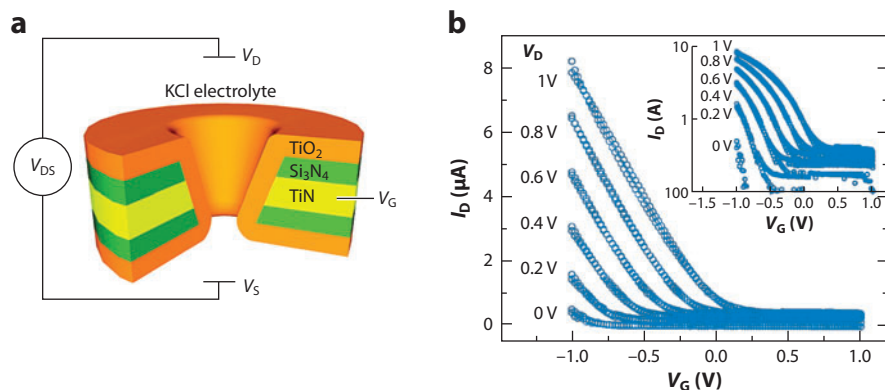 a
V_D
KCl electrolyte
TiO₂
Si₃N₄
TiN
V_G
V_DS
V_S
b
V_D
8
6
4
2
0
I_D (µA)
1 V
0.8 V
0.6 V
0.4 V
0.2 V
0 V
–1.0
–0.5
0.0
0.5
1.0
V_G (V)
10
1
100
I_D (A)
1 V
0.8 V
0.6 V
0.4 V
0.2 V
0 V
–1.5
–1.0
–0.5
0.0
0.5
1.0
V_G (V)